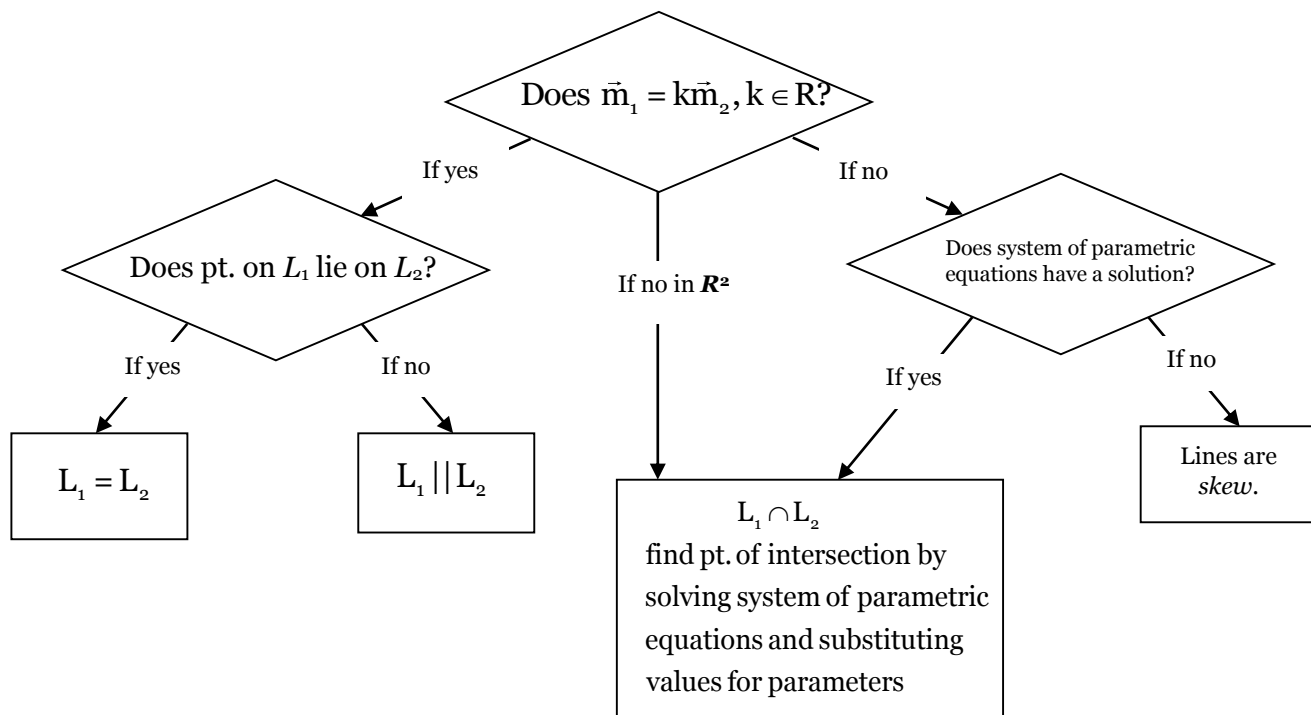 Does m⃗₁ = km⃗₂, k ∈ R?
If yes
If no
Does pt. on L₁ lie on L₂?
If no in R²
Does system of parametric
equations have a solution?
If yes
If no
If yes
If no
L₁ = L₂
L₁ || L₂
L₁ ∩ L₂
find pt. of intersection by
solving system of parametric
equations and substituting
values for parameters
Lines are
skew.